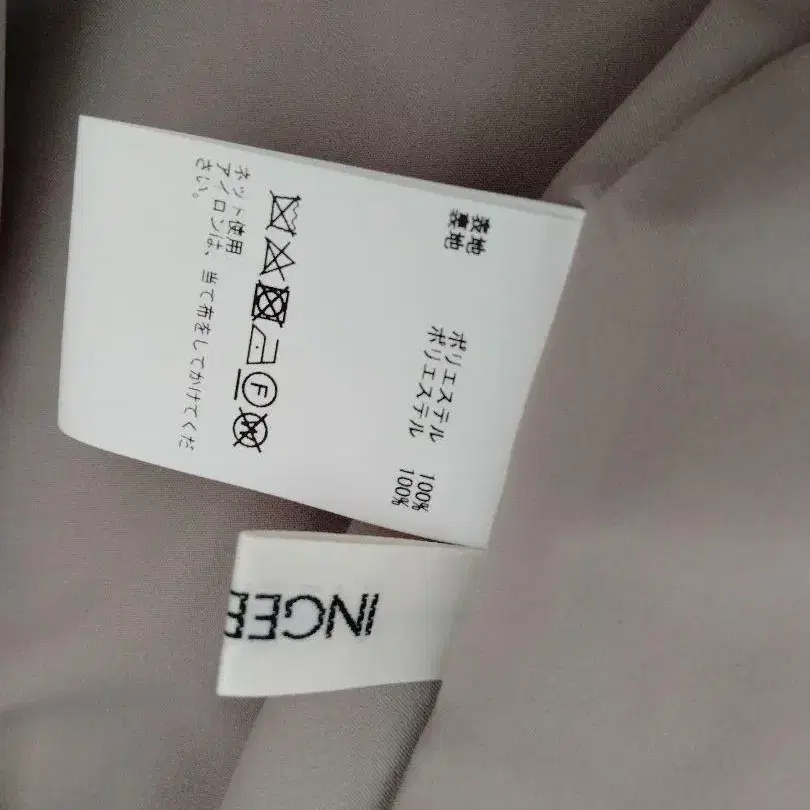 表地 ポリエステル 100%
裏地 ポリエステル 100%
F W
ネット使用
アイロンは、当て布をしてかけてくだ
さい。
INGE